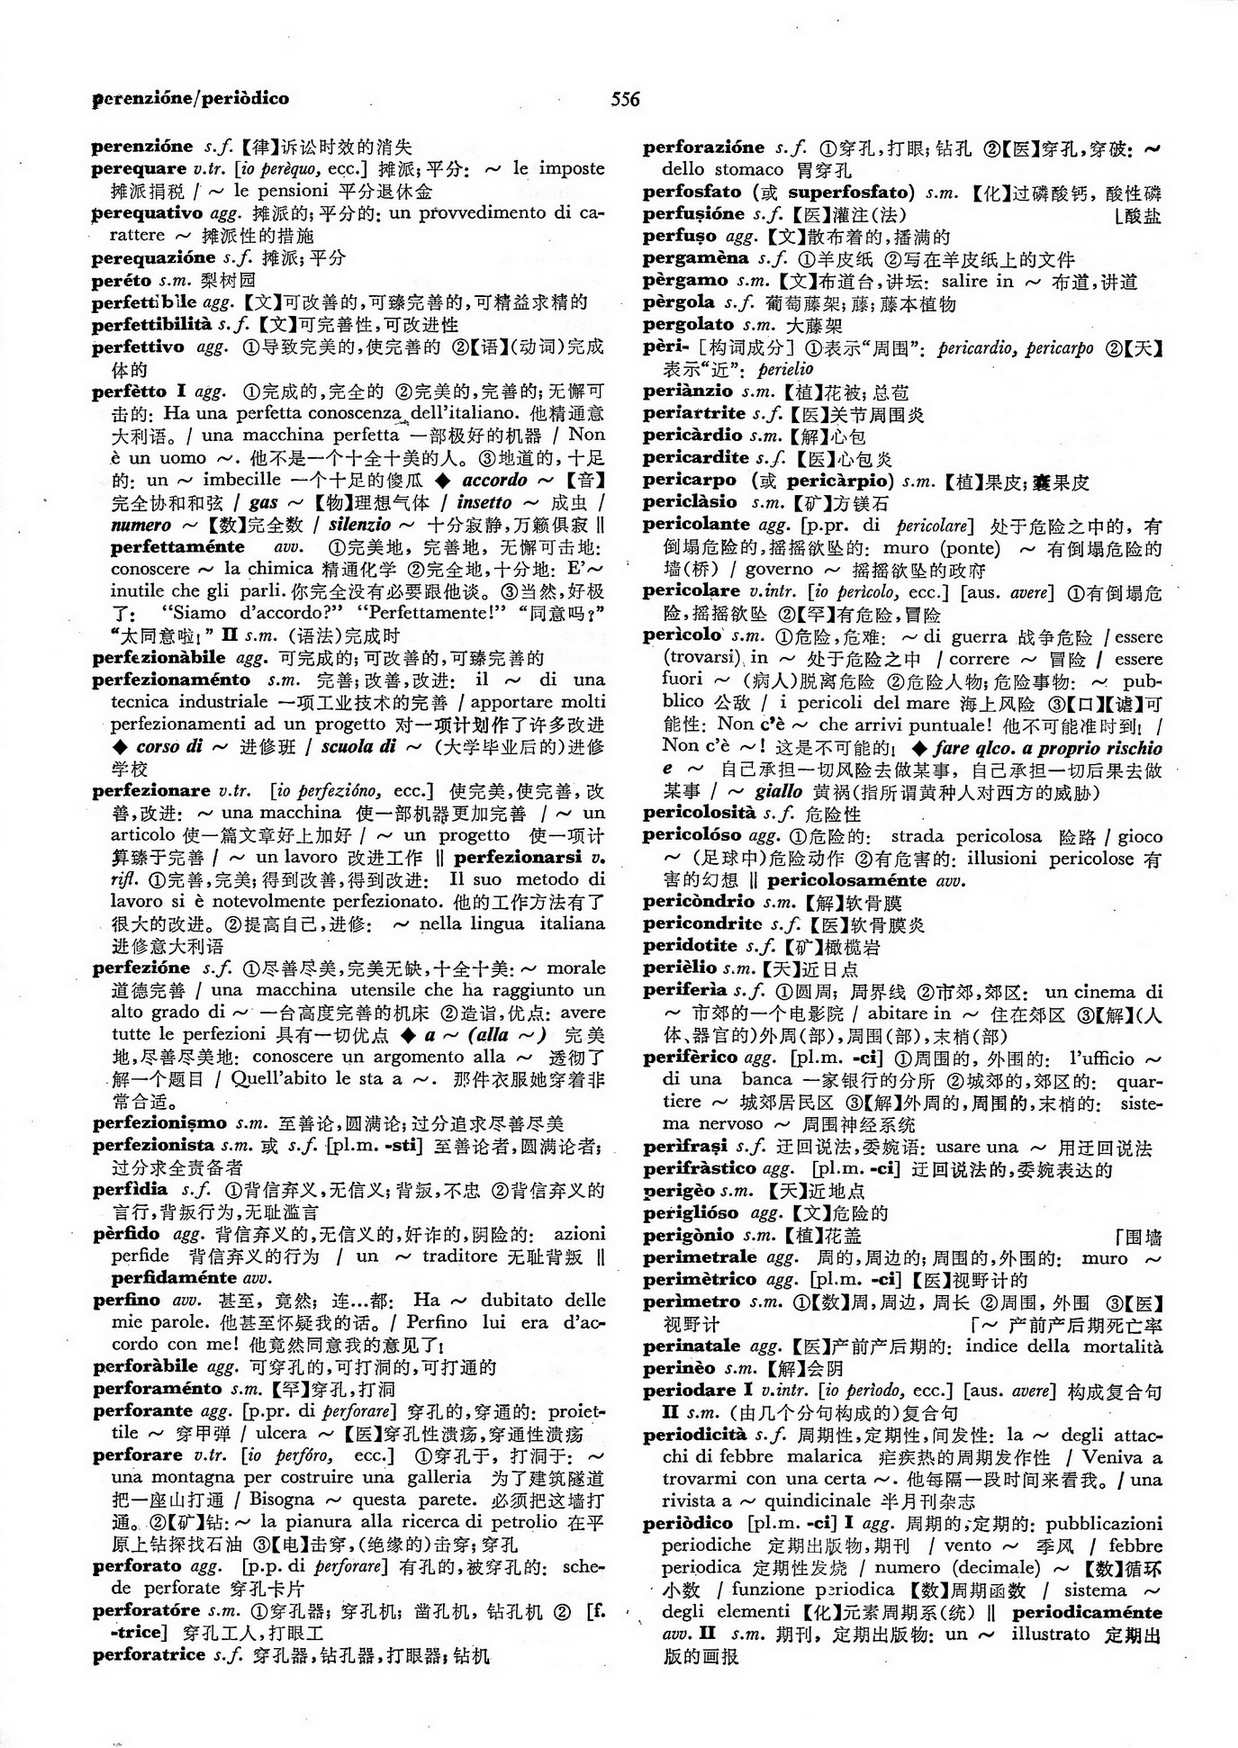 perenzióne/periòdico
556
perenzióne s.f.【律】诉讼时效的消失
perequare v.tr. [io perèquo, ecc.] 摊派；平分： ～ le imposte
摊派捐税 / ～ le pensioni 平分退休金
perequativo agg. 摊派的；平分的： un provvedimento di ca-
rattere ～ 摊派性的措施
perequazióne s.f. 摊派；平分
peréto s.m. 梨树园
perfettìbile agg.【文】可改善的，可臻完善的，可精益求精的
perfettibilità s.f.【文】可完善性，可改进性
perfettivo agg. ①导致完美的，使完善的 ②【语】(动词)完成
体的
perfètto I agg. ①完成的，完全的 ②完美的，完善的；无懈可
击的： Ha una perfetta conoscenza dell'italiano. 他精通意
大利语。/ una macchina perfetta 一部极好的机器 / Non
è un uomo ～. 他不是一个十全十美的人。③地道的，十足
的： un ～ imbecille 一个十足的傻瓜 ◆ accordo ～【音】
完全协和和弦 / gas ～【物】理想气体 / insetto ～ 成虫 /
numero ～【数】完全数 / silenzio ～ 十分寂静，万籁俱寂 ‖
perfettaménte avv. ①完美地，完善地，无懈可击地：
conoscere ～ la chimica 精通化学 ②完全地，十分地： E'～
inutile che gli parli. 你完全没有必要跟他谈。③当然，好极
了： “Siamo d'accordo?” “Perfettamente!” “同意吗？”
“太同意啦！” II s.m. (语法)完成时
perfezionàbile agg. 可完成的；可改善的，可臻完善的
perfezionaménto s.m. 完善；改善，改进： il ～ di una
tecnica industriale 一项工业技术的完善 / apportare molti
perfezionamenti ad un progetto 对一项计划作了许多改进
◆ corso di ～ 进修班 / scuola di ～ (大学毕业后的)进修
学校
perfezionare v.tr. [io perfezióno, ecc.] 使完美，使完善，改
善，改进： ～ una macchina 使一部机器更加完善 / ～ un
articolo 使一篇文章好上加好 / ～ un progetto 使一项计
算臻于完善 / ～ un lavoro 改进工作 ‖ perfezionarsi v.
rifl. ①完善，完美；得到改善，得到改进： Il suo metodo di
lavoro si è notevolmente perfezionato. 他的工作方法有了
很大的改进。②提高自己，进修： ～ nella lingua italiana
进修意大利语
perfezióne s.f. ①尽善尽美，完美无缺，十全十美：～ morale
道德完善 / una macchina utensile che ha raggiunto un
alto grado di ～ 一台高度完善的机床 ②造诣，优点： avere
tutte le perfezioni 具有一切优点 ◆ a ～ (alla ～) 完美
地，尽善尽美地： conoscere un argomento alla ～ 透彻了
解一个题目 / Quell'abito le sta a ～. 那件衣服她穿着非
常合适。
perfezionismo s.m. 至善论，圆满论；过分追求尽善尽美
perfezionista s.m. 或 s.f. [pl.m. -sti] 至善论者，圆满论者；
过分求全责备者
perfìdia s.f. ①背信弃义，无信义；背叛，不忠 ②背信弃义的
言行，背叛行为，无耻滥言
pèrfido agg. 背信弃义的，无信义的，奸诈的，阴险的： azioni
perfide 背信弃义的行为 / un ～ traditore 无耻背叛 ‖
perfidaménte avv.
perfino avv. 甚至，竟然；连…都： Ha ～ dubitato delle
mie parole. 他甚至怀疑我的话。/ Perfino lui era d'ac-
cordo con me! 他竟然同意我的意见了！
perforàbile agg. 可穿孔的，可打洞的，可打通的
perforaménto s.m.【罕】穿孔，打洞
perforante agg. [p.pr. di perforare] 穿孔的，穿通的： proiet-
tile ～ 穿甲弹 / ulcera ～【医】穿孔性溃疡，穿通性溃疡
perforare v.tr. [io perfóro, ecc.] ①穿孔于，打洞于： ～
una montagna per costruire una galleria 为了建筑隧道
把一座山打通 / Bisogna ～ questa parete. 必须把这墙打
通。②【矿】钻：～ la pianura alla ricerca di petrolio 在平
原上钻探找石油 ③【电】击穿，(绝缘的)击穿；穿孔
perforato agg. [p.p. di perforare] 有孔的，被穿孔的： sche-
de perforate 穿孔卡片
perforatóre s.m. ①穿孔器；穿孔机；凿孔机，钻孔机 ② [f.
-trice] 穿孔工人，打眼工
perforatrice s.f. 穿孔器，钻孔器，打眼器；钻机
perforazióne s.f. ①穿孔，打眼；钻孔 ②【医】穿孔，穿破： ～
dello stomaco 胃穿孔
perfosfato (或 superfosfato) s.m.【化】过磷酸钙，酸性磷
perfusióne s.f.【医】灌注(法) ⌊酸盐
perfuso agg.【文】散布着的，播满的
pergamèna s.f. ①羊皮纸 ②写在羊皮纸上的文件
pèrgamo s.m.【文】布道台，讲坛： salire in ～ 布道，讲道
pèrgola s.f. 葡萄藤架；藤；藤本植物
pergolato s.m. 大藤架
pèri- [构词成分] ①表示“周围”： pericardio, pericarpo ②【天】
表示“近”： perielio
periànzio s.m.【植】花被；总苞
periartrite s.f.【医】关节周围炎
pericàrdio s.m.【解】心包
pericardite s.f.【医】心包炎
pericarpo (或 pericàrpio) s.m.【植】果皮；囊果皮
periclàsio s.m.【矿】方镁石
pericolante agg. [p.pr. di pericolare] 处于危险之中的，有
倒塌危险的，摇摇欲坠的： muro (ponte) ～ 有倒塌危险的
墙(桥) / governo ～ 摇摇欲坠的政府
pericolare v.intr. [io pericolo, ecc.] [aus. avere] ①有倒塌危
险，摇摇欲坠 ②【罕】有危险，冒险
perìcolo s.m. ①危险，危难： ～ di guerra 战争危险 / essere
(trovarsi) in ～ 处于危险之中 / correre ～ 冒险 / essere
fuori ～ (病人)脱离危险 ②危险人物；危险事物： ～ pub-
blico 公敌 / i pericoli del mare 海上风险 ③【口】【谑】可
能性： Non c'è ～ che arrivi puntuale! 他不可能准时到！ /
Non c'è ～! 这是不可能的！ ◆ fare qlco. a proprio rischio
e ～ 自己承担一切风险去做某事，自己承担一切后果去做
某事 / ～ giallo 黄祸(指所谓黄种人对西方的威胁)
pericolosità s.f. 危险性
pericolóso agg. ①危险的： strada pericolosa 险路 / gioco
～ (足球中)危险动作 ②有危害的： illusioni pericolose 有
害的幻想 ‖ pericolosaménte avv.
pericòndrio s.m.【解】软骨膜
pericondrite s.f.【医】软骨膜炎
peridotite s.f.【矿】橄榄岩
perièlio s.m.【天】近日点
periferìa s.f. ①圆周；周界线 ②市郊，郊区： un cinema di
～ 市郊的一个电影院 / abitare in ～ 住在郊区 ③【解】(人
体、器官的)外周(部)，周围(部)，末梢(部)
perifèrico agg. [pl.m. -ci] ①周围的，外围的： l'ufficio ～
di una banca 一家银行的分所 ②城郊的，郊区的： quar-
tiere ～ 城郊居民区 ③【解】外周的，周围的，末梢的： siste-
ma nervoso ～ 周围神经系统
perìfrasi s.f. 迂回说法，委婉语： usare una ～ 用迂回说法
perifràstico agg. [pl.m. -ci] 迂回说法的，委婉表达的
perigèo s.m.【天】近地点
periglióso agg.【文】危险的
perigònio s.m.【植】花盖 ⌈围墙
perimetrale agg. 周的，周边的；周围的，外围的： muro ～
perimètrico agg. [pl.m. -ci]【医】视野计的
perìmetro s.m. ①【数】周，周边，周长 ②周围，外围 ③【医】
视野计 ⌈～ 产前产后期死亡率
perinatale agg.【医】产前产后期的： indice della mortalità
perinèo s.m.【解】会阴
periodare I v.intr. [io perìodo, ecc.] [aus. avere] 构成复合句
II s.m. (由几个分句构成的)复合句
periodicità s.f. 周期性，定期性，间发性： la ～ degli attac-
chi di febbre malarica 疟疾热的周期发作性 / Veniva a
trovarmi con una certa ～. 他每隔一段时间来看我。/ una
rivista a ～ quindicinale 半月刊杂志
periòdico [pl.m. -ci] I agg. 周期的；定期的： pubblicazioni
periodiche 定期出版物，期刊 / vento ～ 季风 / febbre
periodica 定期性发烧 / numero (decimale) ～【数】循环
小数 / funzione periodica【数】周期函数 / sistema ～
degli elementi【化】元素周期系(统) ‖ periodicaménte
avv. II s.m. 期刊，定期出版物： un ～ illustrato 定期出
版的画报